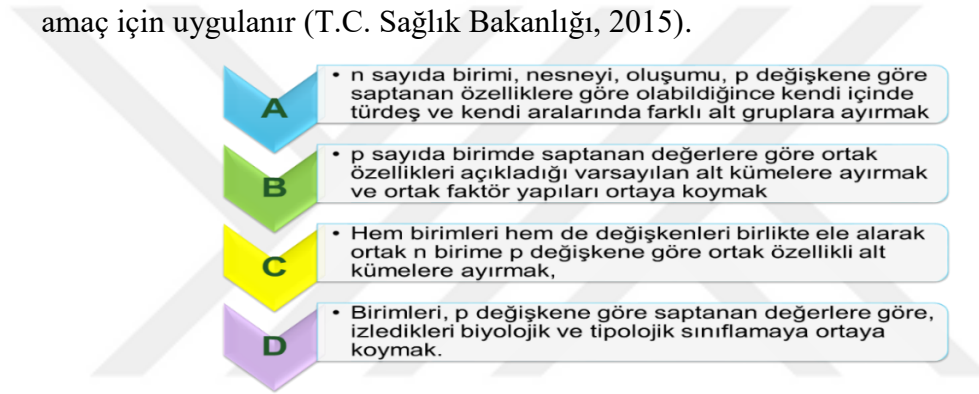 amaç için uygulanır (T.C. Sağlık Bakanlığı, 2015).
A
• n sayıda birimi, nesneyi, oluşumu, p değişkene göre
saptanan özelliklere göre olabildiğince kendi içinde
türdeş ve kendi aralarında farklı alt gruplara ayırmak
B
• p sayıda birimde saptanan değerlere göre ortak
özellikleri açıkladığı varsayılan alt kümelere ayırmak
ve ortak faktör yapıları ortaya koymak
C
• Hem birimleri hem de değişkenleri birlikte ele alarak
ortak n birime p değişkene göre ortak özellikli alt
kümelere ayırmak,
D
• Birimleri, p değişkene göre saptanan değerlere göre,
izledikleri biyolojik ve tipolojik sınıflamaya ortaya
koymak.